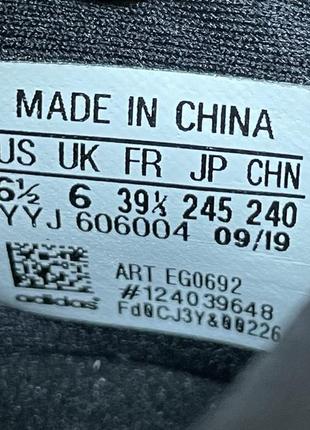 MADE IN CHINA
US UK FR JP CHN
6½ 6 39⅓ 245 240
YYJ 606004 09/19
ART EG0692
adidas #124039648
Fd0CJ3Y&00226